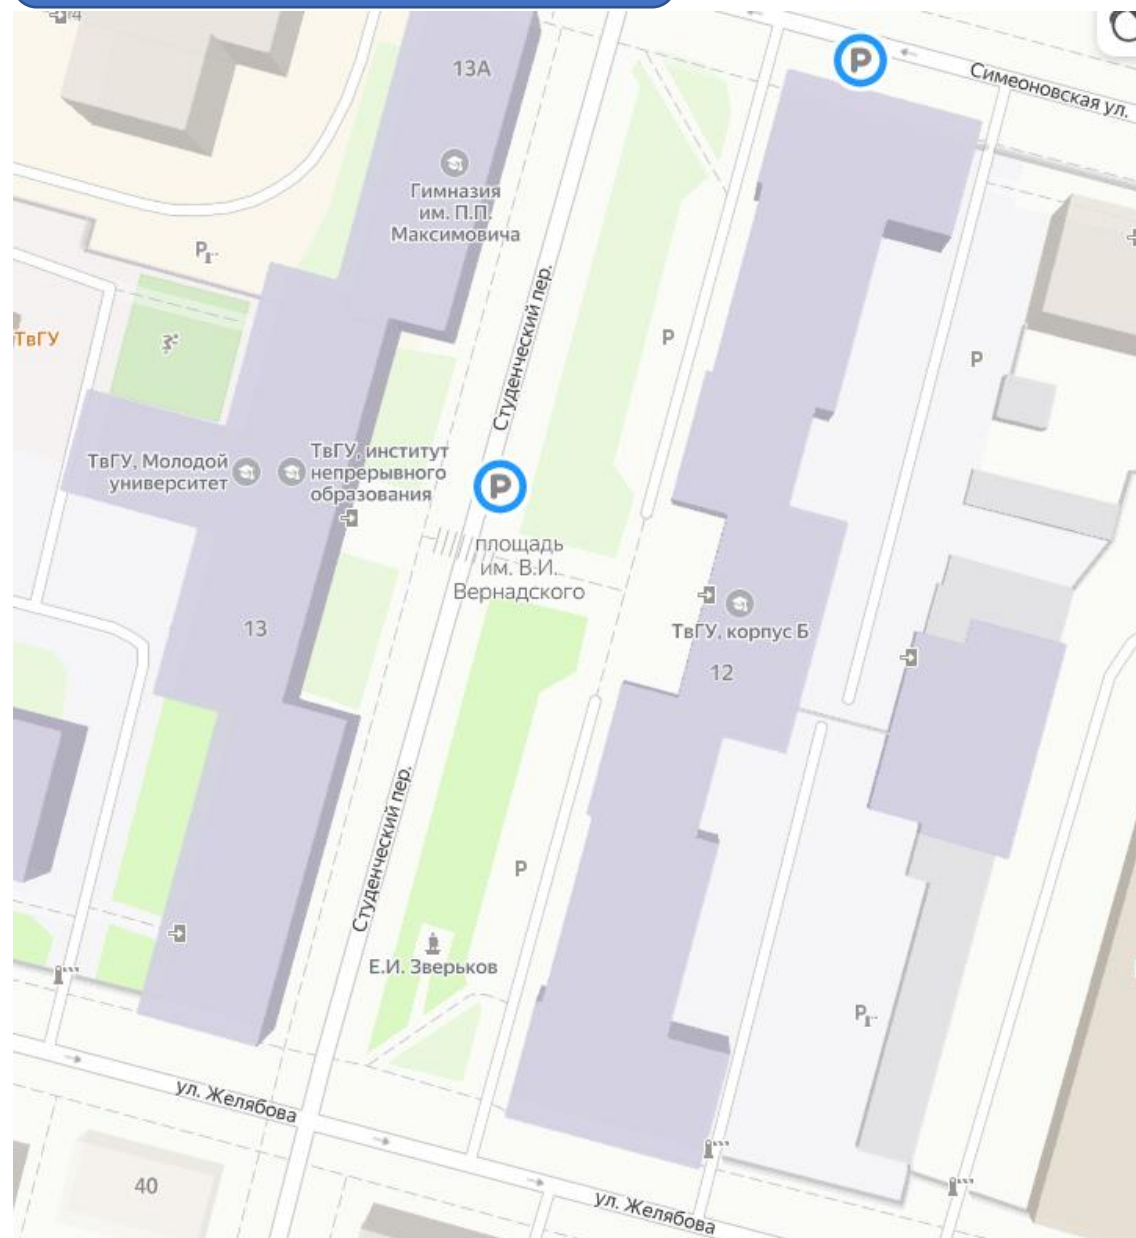 13А
P
Симеоновская ул.
Гимназия
им. П.П.
Максимовича
P
Студенческий пер.
P
P
ТвГУ
ТвГУ, Молодой
университет
ТвГУ, институт
непрерывного
образования
P
площадь
им. В.И.
Вернадского
ТвГУ, корпус Б
12
13
Студенческий пер.
P
Е.И. Зверьков
P
ул. Желябова
40
ул. Желябова